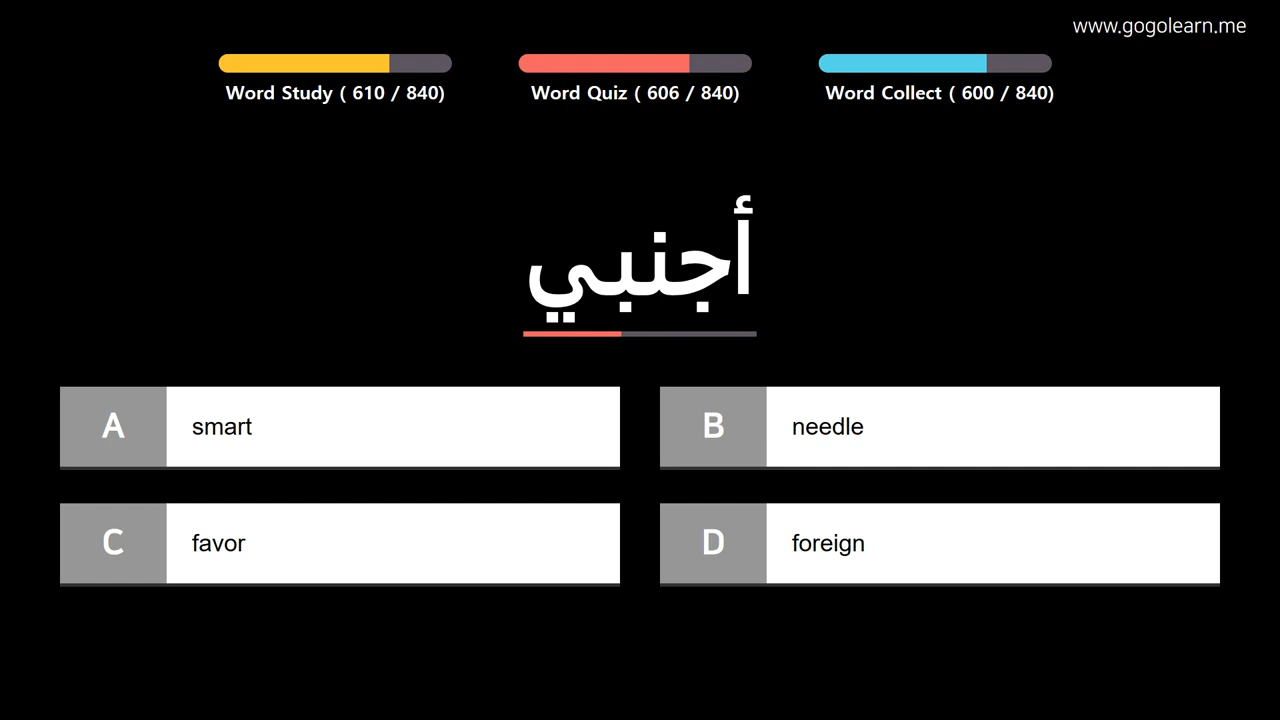 www.gogolearn.me
Word Study ( 610 / 840)
Word Quiz ( 606 / 840)
Word Collect ( 600 / 840)
أجنبي
A smart
B needle
C favor
D foreign